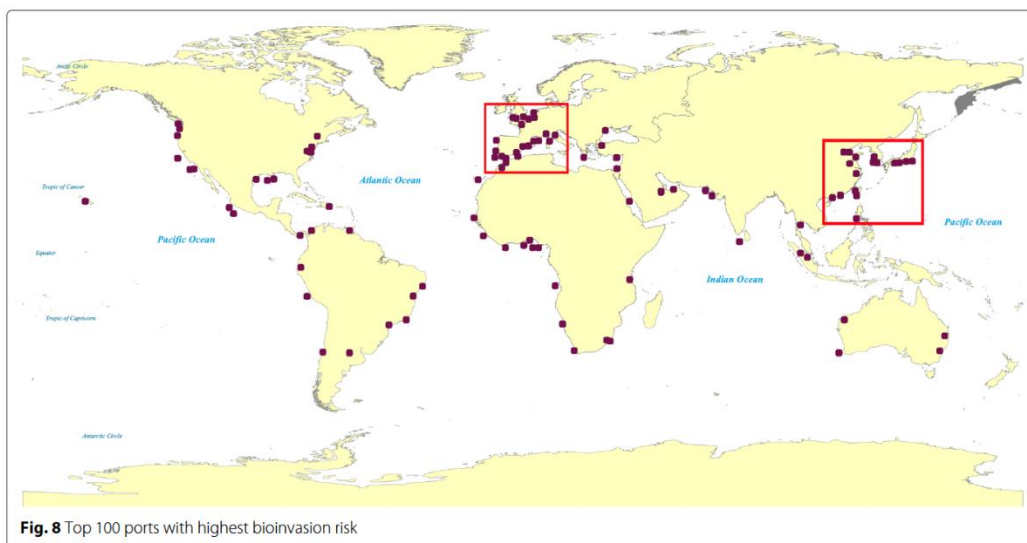 Arctic Circle
Tropic of Cancer
Atlantic Ocean
Pacific Ocean
Pacific Ocean
Equator
Indian Ocean
Tropic of Capricorn
Antarctic Circle
Fig. 8 Top 100 ports with highest bioinvasion risk